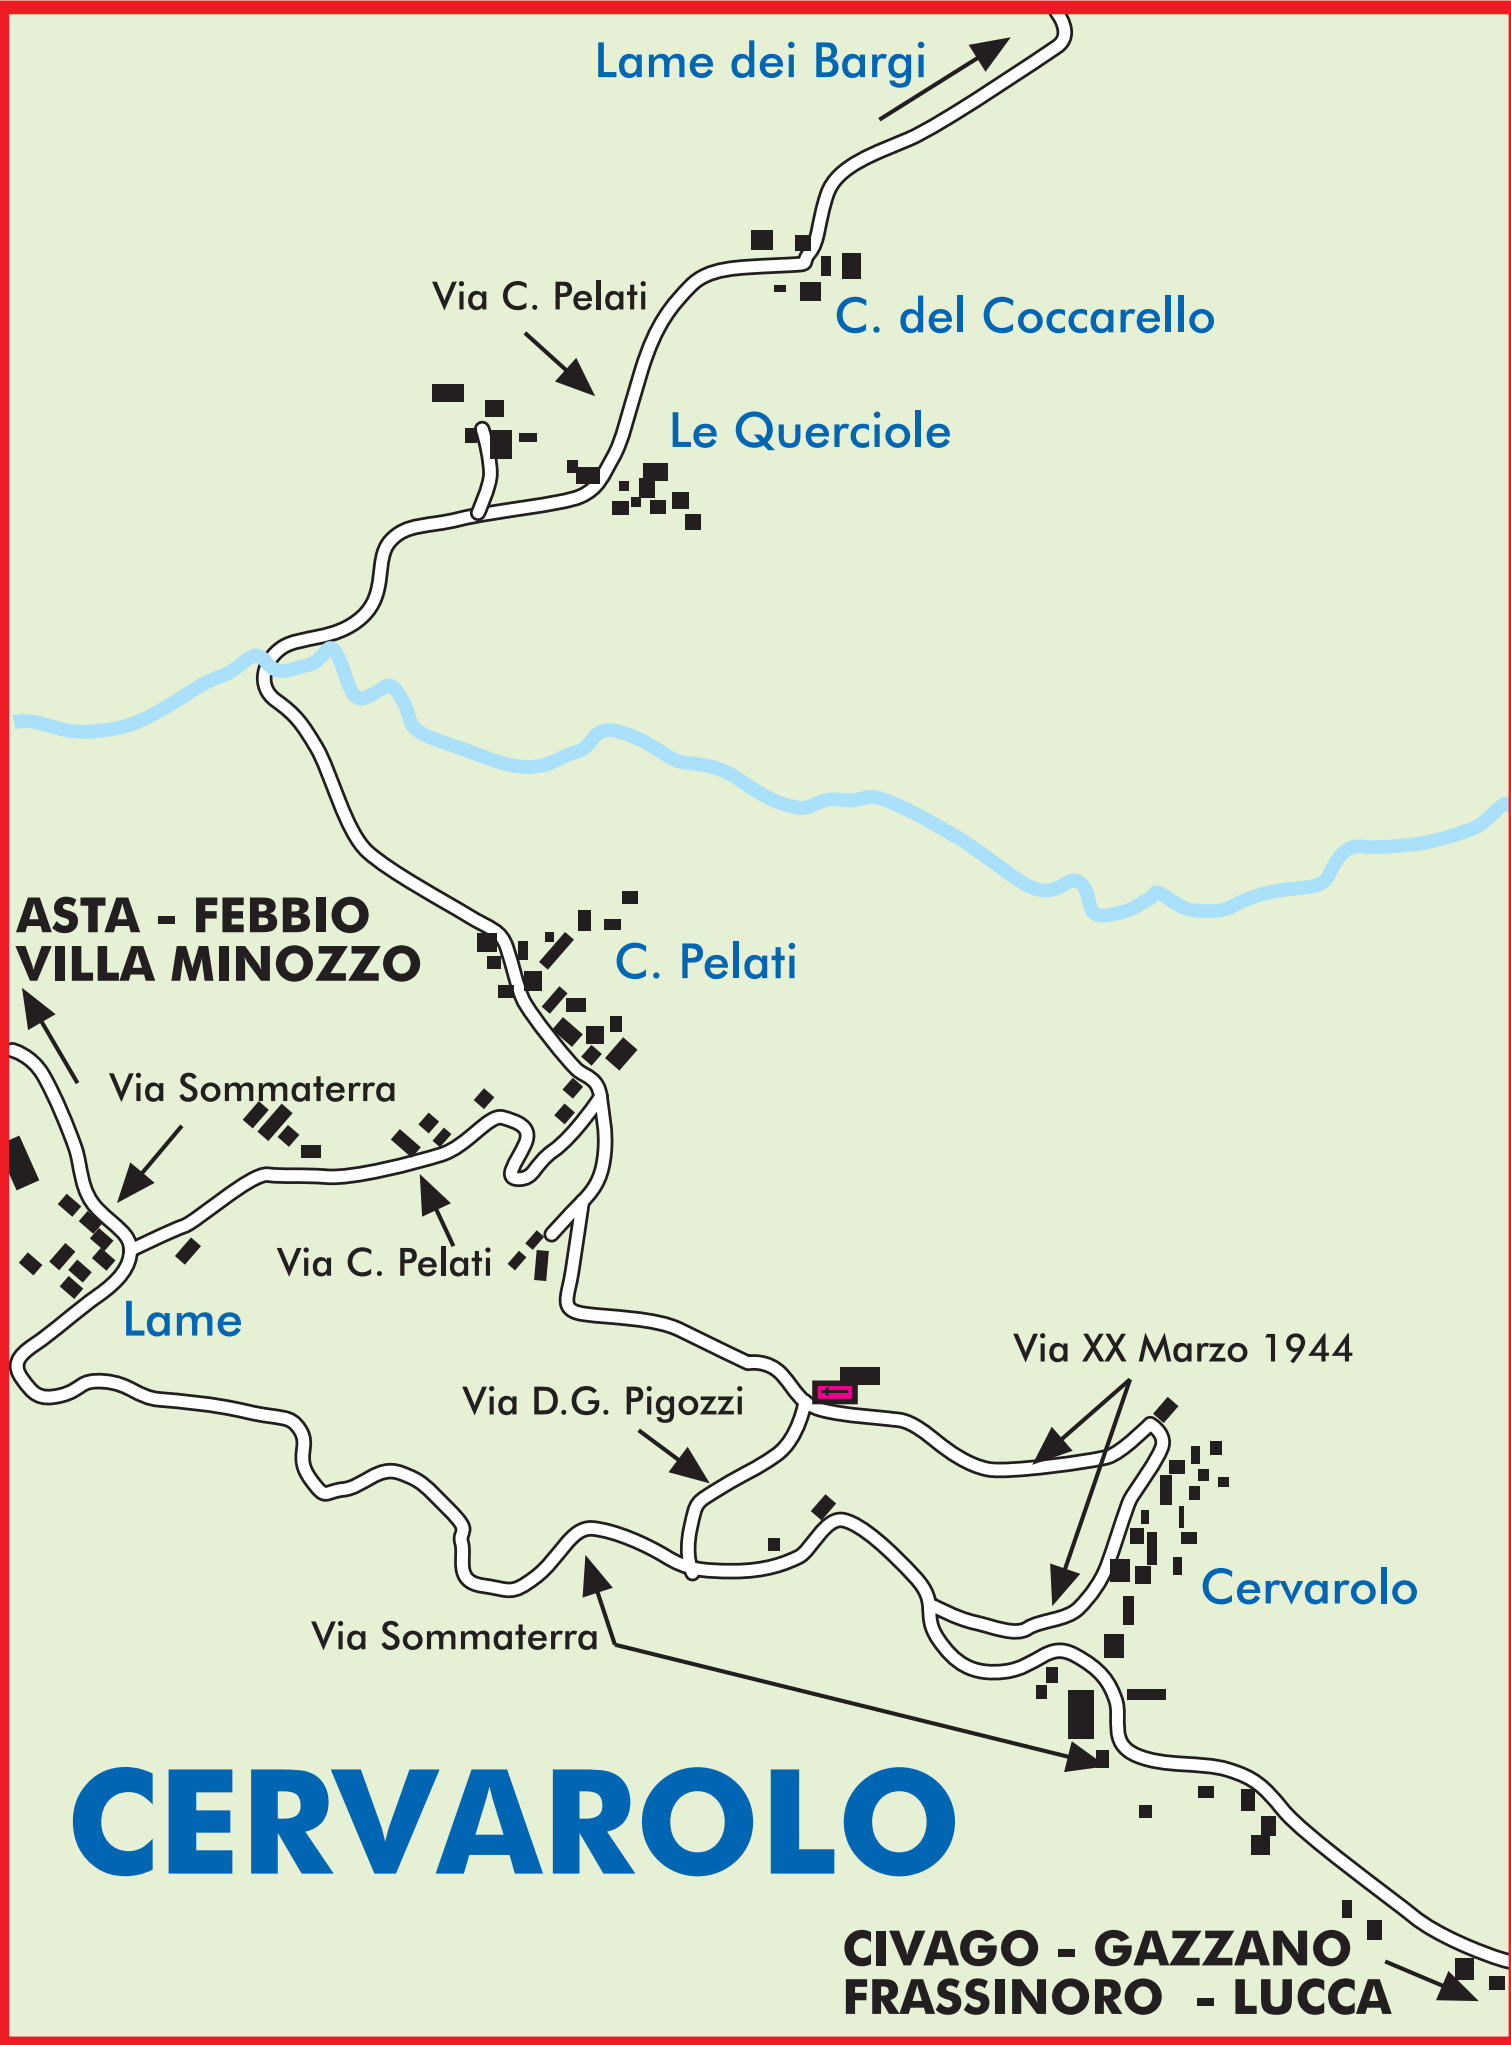 Lame dei Bargi
Via C. Pelati
C. del Coccarello
Le Querciole
ASTA - FEBBIO
VILLA MINOZZO
C. Pelati
Via Sommaterra
Via C. Pelati
Lame
Via XX Marzo 1944
Via D.G. Pigozzi
Cervarolo
Via Sommaterra
CERVAROLO
CIVAGO - GAZZANO
FRASSINORO - LUCCA